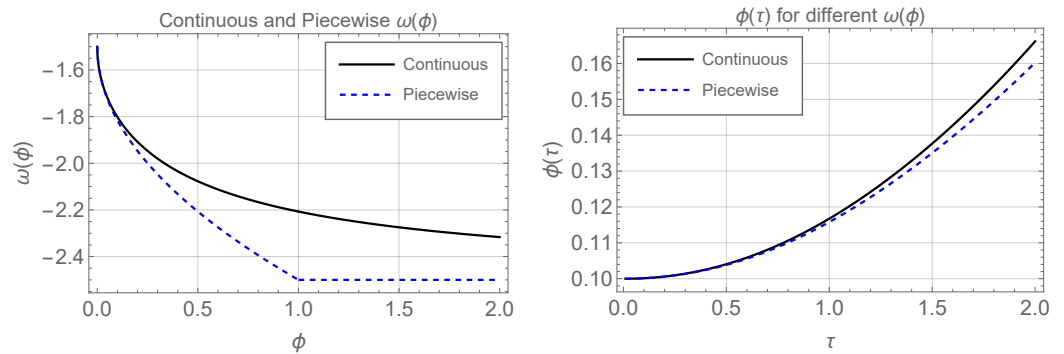 Continuous and Piecewise ω(ϕ)
Continuous
Piecewise
ω(ϕ)
−1.6
−1.8
−2.0
−2.2
−2.4
0.0 0.5 1.0 1.5 2.0
ϕ
ϕ(τ) for different ω(ϕ)
Continuous
Piecewise
ϕ(τ)
0.16
0.15
0.14
0.13
0.12
0.11
0.10
0.0 0.5 1.0 1.5 2.0
τ